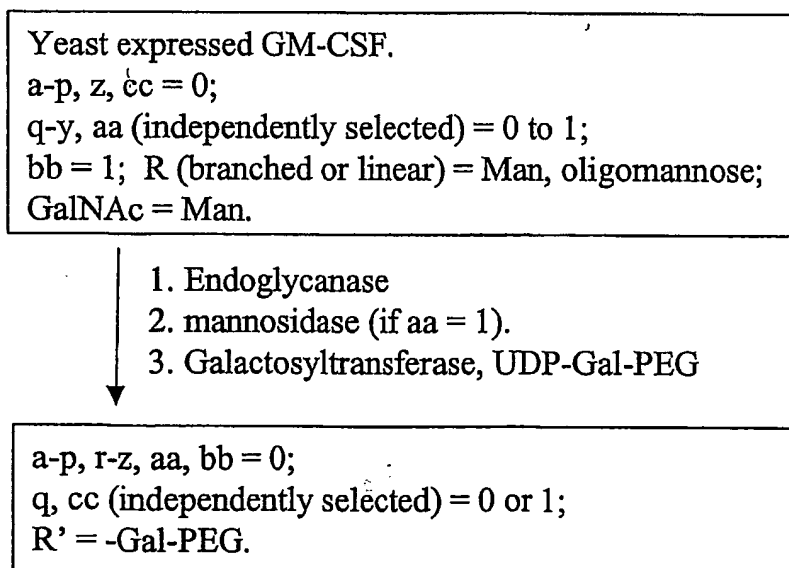 Yeast expressed GM-CSF.
a-p, z, cc = 0;
q-y, aa (independently selected) = 0 to 1;
bb = 1; R (branched or linear) = Man, oligomannose;
GalNAc = Man.
1. Endoglycanase
2. mannosidase (if aa = 1).
3. Galactosyltransferase, UDP-Gal-PEG
a-p, r-z, aa, bb = 0;
q, cc (independently selected) = 0 or 1;
R’ = -Gal-PEG.